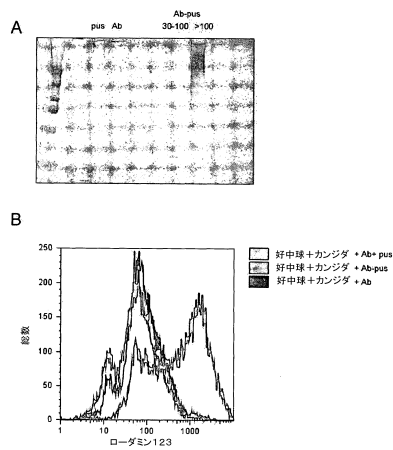 A
Ab-pus
pus Ab 30-100 >100
B
250
200
150
100
50
0
総数
1 10 100 1000
ローダミン123
好中球+カンジダ + Ab+ pus
好中球+カンジダ + Ab-pus
好中球+カンジダ + Ab